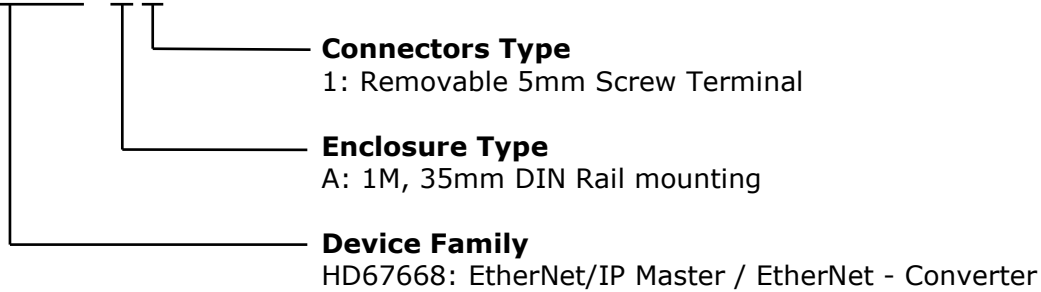 Connectors Type
1: Removable 5mm Screw Terminal
Enclosure Type
A: 1M, 35mm DIN Rail mounting
Device Family
HD67668: EtherNet/IP Master / EtherNet - Converter